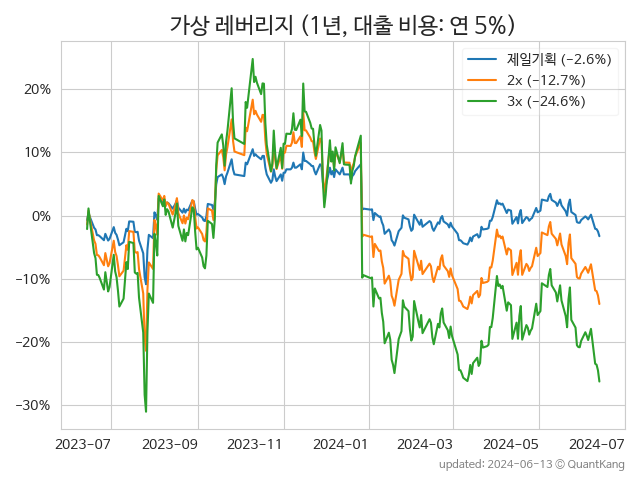 가상 레버리지 (1년, 대출 비용: 연 5%)
제일기획 (−2.6%)
2x (−12.7%)
3x (−24.6%)
20%
10%
0%
−10%
−20%
−30%
2023-07 2023-09 2023-11 2024-01 2024-03 2024-05 2024-07
updated: 2024-06-13 © QuantKang